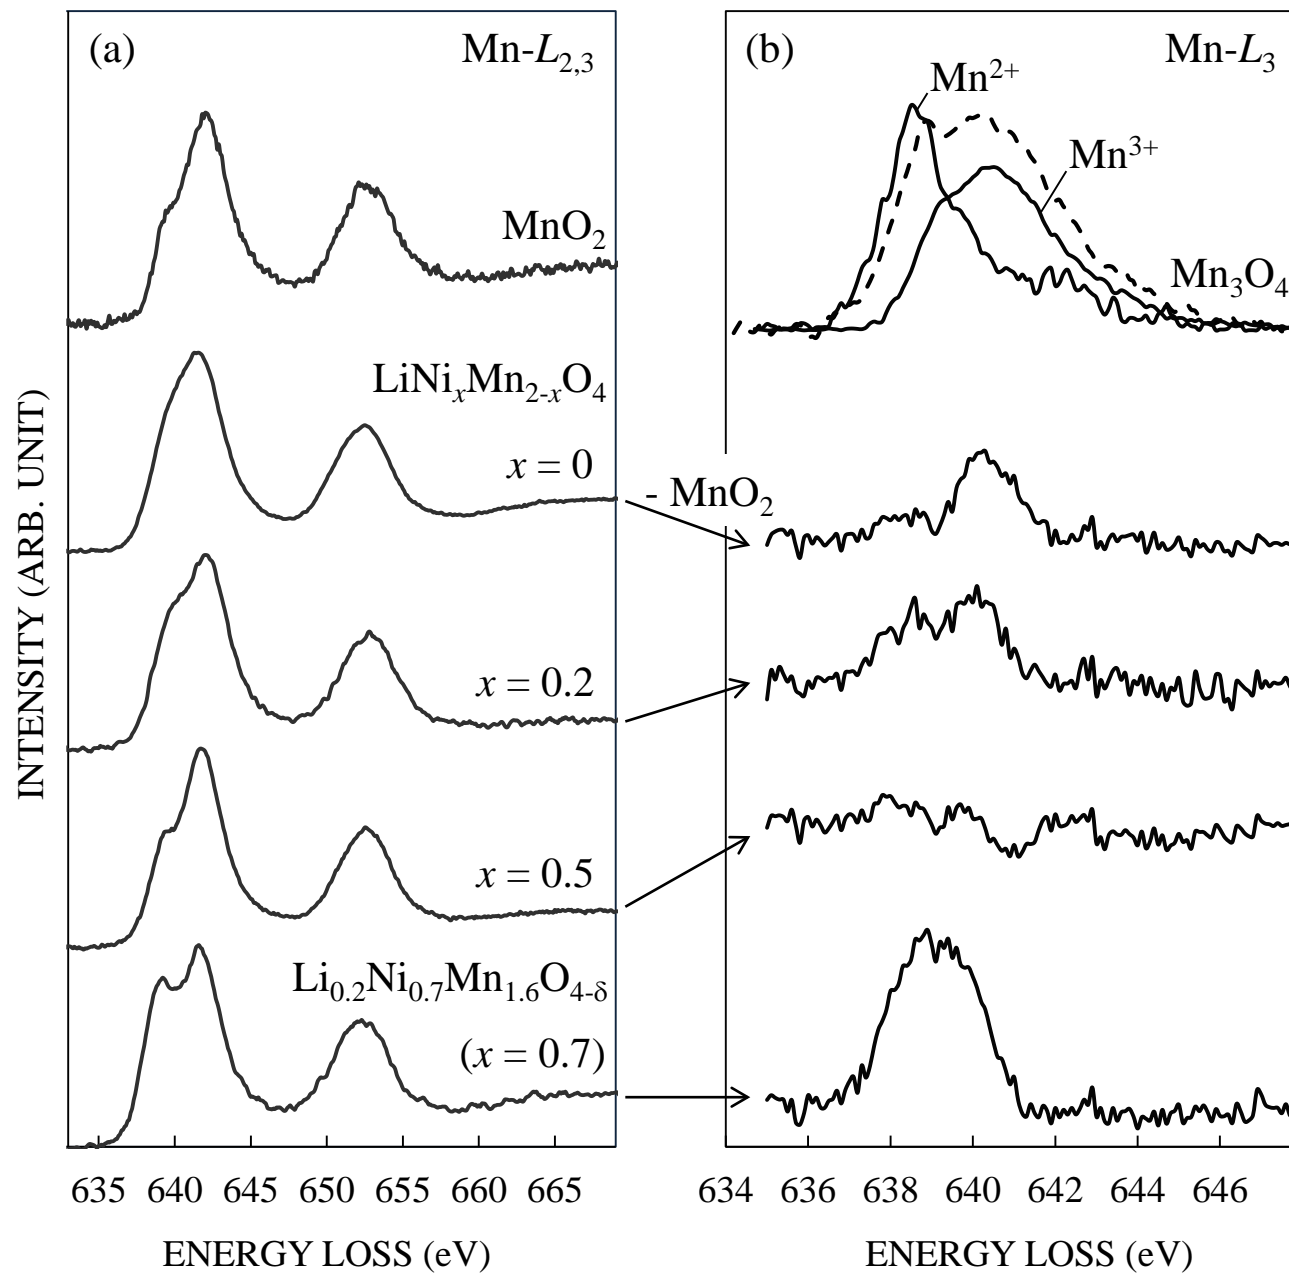 (a) Mn-L2,3
MnO2
LiNixMn2-xO4
x = 0
x = 0.2
x = 0.5
Li0.2Ni0.7Mn1.6O4-δ
(x = 0.7)
INTENSITY (ARB. UNIT)
635 640 645 650 655 660 665
ENERGY LOSS (eV)
(b) Mn-L3
Mn2+
Mn3+
Mn3O4
- MnO2
634 636 638 640 642 644 646
ENERGY LOSS (eV)